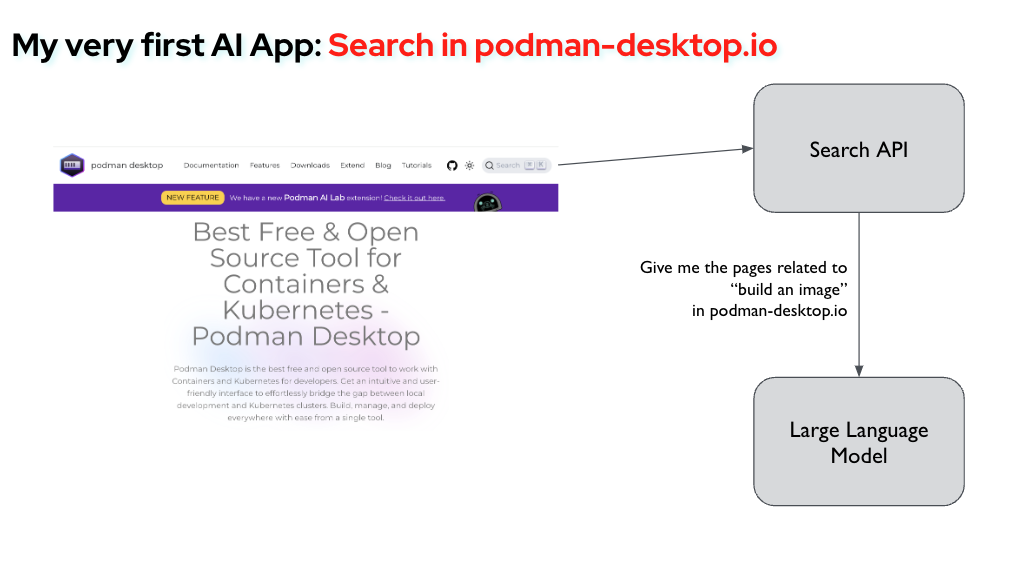 My very first AI App: Search in podman-desktop.io
podman desktop Documentation Features Downloads Extend Blog Tutorials Search ⌘ K
NEW FEATURE We have a new Podman AI Lab extension! Check it out here.
Best Free & Open
Source Tool for
Containers &
Kubernetes -
Podman Desktop
Podman Desktop is the best free and open source tool to work with
Containers and Kubernetes for developers. Get an intuitive and user-
friendly interface to effortlessly bridge the gap between local
development and Kubernetes clusters. Build, manage, and deploy
everywhere with ease from a single tool.
Search API
Give me the pages related to
“build an image”
in podman-desktop.io
Large Language
Model